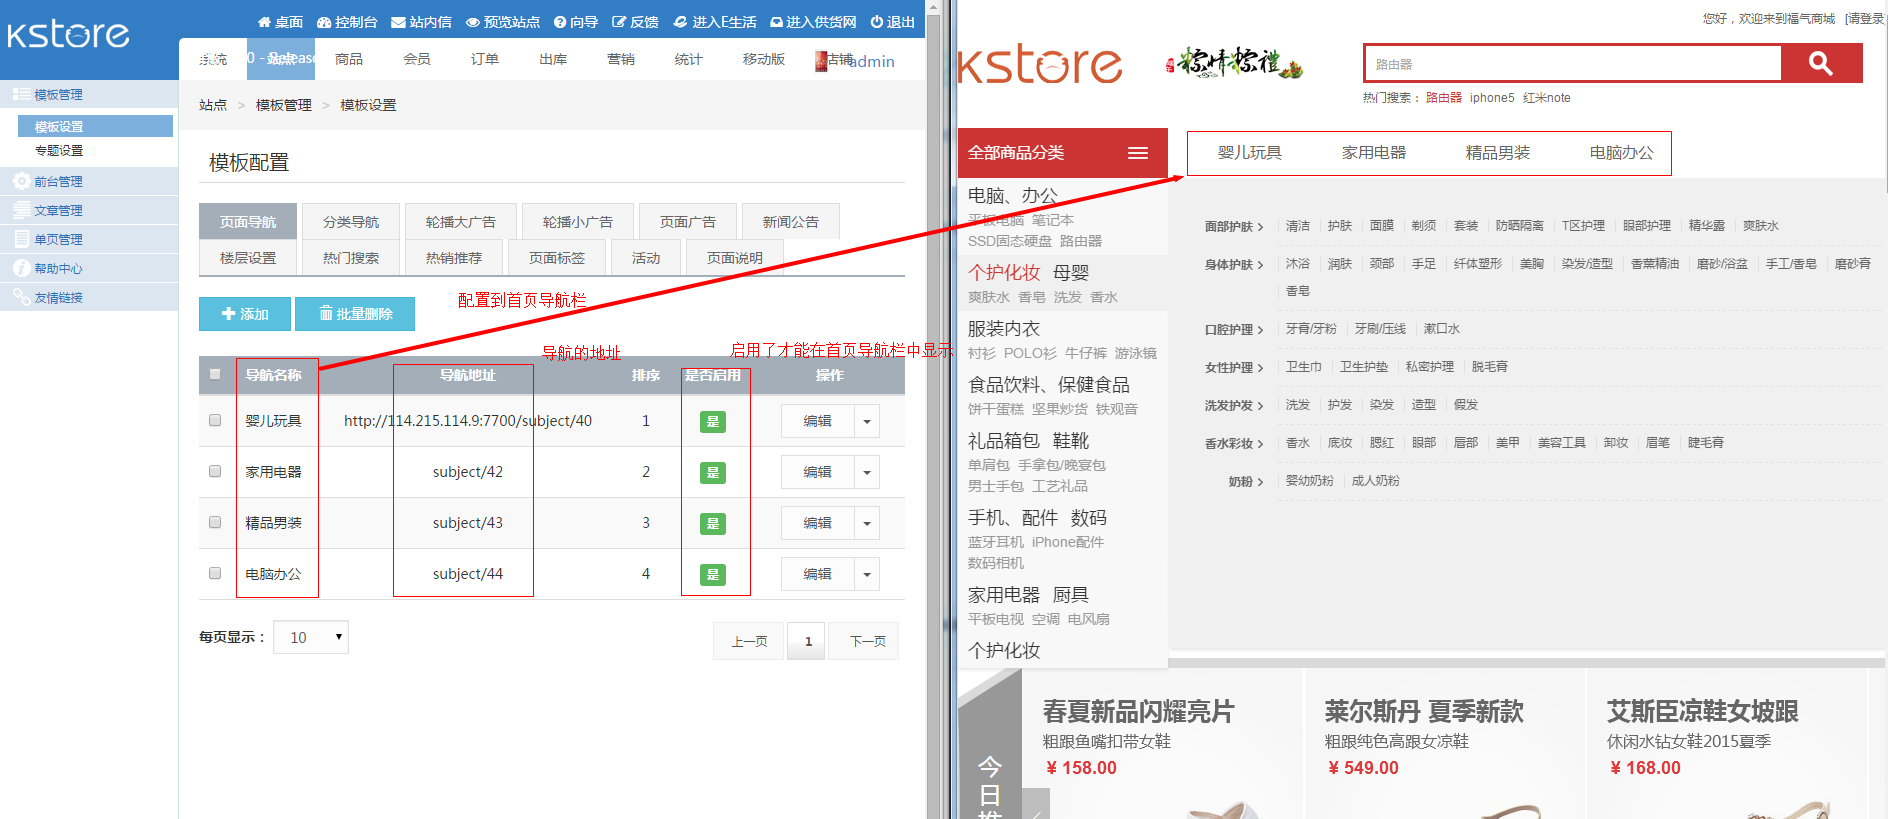 kstore
桌面 控制台 站内信 预览站点 向导 反馈 进入E生活 进入供货网 退出
系统 站点 商品 会员 订单 出库 营销 统计 移动版 店铺 admin
模板管理
模板设置
专题设置
前台管理
文章管理
单页管理
帮助中心
友情链接
站点 > 模板管理 > 模板设置
模板配置
页面导航 分类导航 轮播大广告 轮播小广告 页面广告 新闻公告
楼层设置 热门搜索 热销推荐 页面标签 活动 页面说明
添加 批量删除
配置到首页导航栏
导航的地址
启用了才能在首页导航栏中显示
导航名称 导航地址 排序 是否启用 操作
婴儿玩具 http://114.215.114.9:7700/subject/40 1 是 编辑
家用电器 subject/42 2 是 编辑
精品男装 subject/43 3 是 编辑
电脑办公 subject/44 4 是 编辑
每页显示： 10
上一页 1 下一页
您好，欢迎来到福气商城 [请登录
kstore
粽情粽禮
路由器
热门搜索： 路由器 iphone5 红米note
全部商品分类
婴儿玩具 家用电器 精品男装 电脑办公
电脑、办公
平板电脑 笔记本
SSD固态硬盘 路由器
个护化妆 母婴
爽肤水 香皂 洗发 香水
服装内衣
衬衫 POLO衫 牛仔裤 游泳镜
食品饮料、保健食品
饼干蛋糕 坚果炒货 铁观音
礼品箱包 鞋靴
单肩包 手拿包/晚宴包
男士手包 工艺礼品
手机、配件 数码
蓝牙耳机 iPhone配件
数码相机
家用电器 厨具
平板电视 空调 电风扇
个护化妆
面部护肤 清洁 护肤 面膜 剃须 套装 防晒隔离 T区护理 眼部护理 精华露 爽肤水
身体护肤 沐浴 润肤 颈部 手足 纤体塑形 美胸 染发/造型 香薰精油 磨砂/浴盆 手工/香皂 磨砂膏
香皂
口腔护理 牙膏/牙粉 牙刷/压线 漱口水
女性护理 卫生巾 卫生护垫 私密护理 脱毛膏
洗发护发 洗发 护发 染发 造型 假发
香水彩妆 香水 底妆 腮红 眼部 唇部 美甲 美容工具 卸妆 眉笔 睫毛膏
奶粉 婴幼奶粉 成人奶粉
今
日
春夏新品闪耀亮片
粗跟鱼嘴扣带女鞋
¥ 158.00
莱尔斯丹 夏季新款
粗跟纯色高跟女凉鞋
¥ 549.00
艾斯臣凉鞋女坡跟
休闲水钻女鞋2015夏季
¥ 168.00